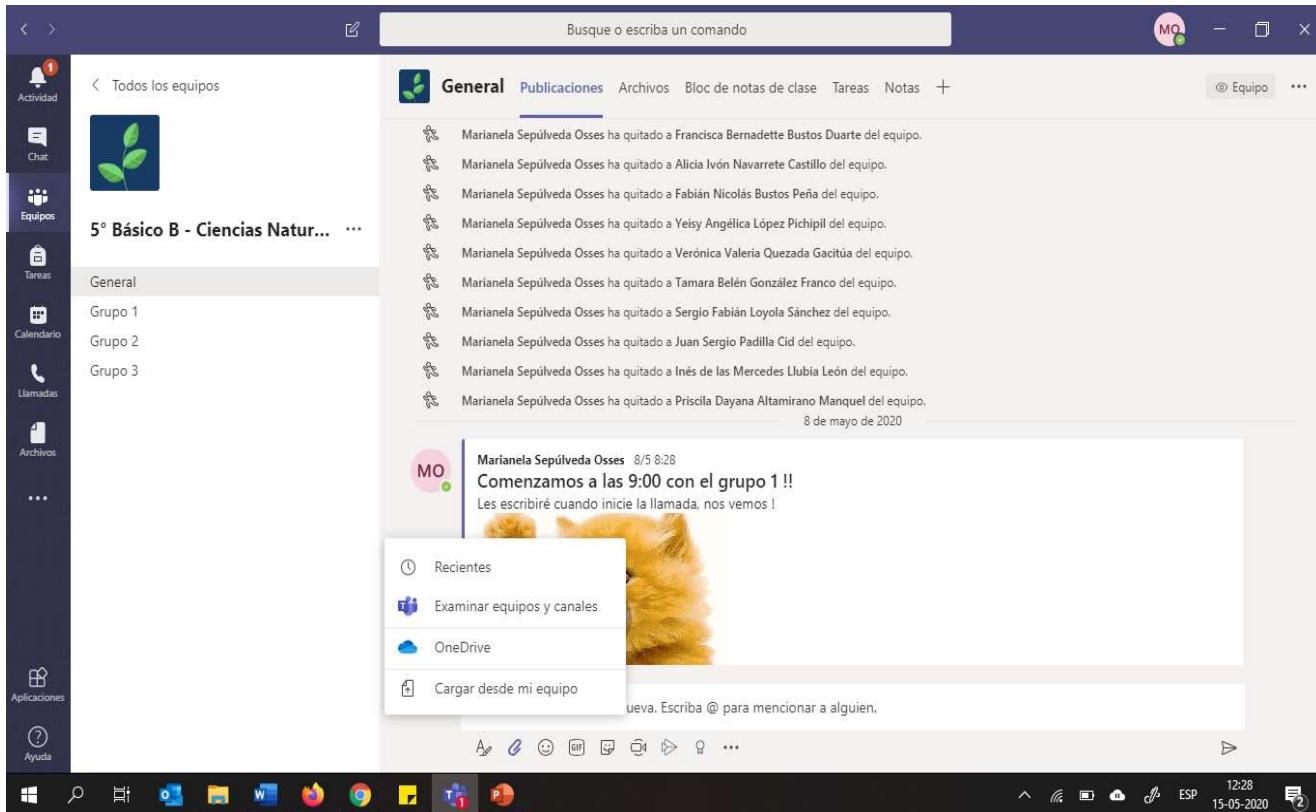 Busque o escriba un comando
MO
1
Actividad
Chat
Equipos
Tareas
Calendario
Llamadas
Archivos
Aplicaciones
Ayuda
Todos los equipos
5° Básico B - Ciencias Natur...
General
Grupo 1
Grupo 2
Grupo 3
General Publicaciones Archivos Bloc de notas de clase Tareas Notas
Equipo
Marianela Sepúlveda Osses ha quitado a Francisca Bernadette Bustos Duarte del equipo.
Marianela Sepúlveda Osses ha quitado a Alicia Ivón Navarrete Castillo del equipo.
Marianela Sepúlveda Osses ha quitado a Fabián Nicolás Bustos Peña del equipo.
Marianela Sepúlveda Osses ha quitado a Yeisy Angélica López Pichipil del equipo.
Marianela Sepúlveda Osses ha quitado a Verónica Valeria Quezada Gacitúa del equipo.
Marianela Sepúlveda Osses ha quitado a Tamara Belén González Franco del equipo.
Marianela Sepúlveda Osses ha quitado a Sergio Fabián Loyola Sánchez del equipo.
Marianela Sepúlveda Osses ha quitado a Juan Sergio Padilla Cid del equipo.
Marianela Sepúlveda Osses ha quitado a Inés de las Mercedes Llubia León del equipo.
Marianela Sepúlveda Osses ha quitado a Priscila Dayana Altamirano Manquel del equipo.
8 de mayo de 2020
MO
Marianela Sepúlveda Osses 8/5 8:28
Comenzamos a las 9:00 con el grupo 1 !!
Les escribiré cuando inicie la llamada, nos vemos !
Recientes
Examinar equipos y canales
OneDrive
Cargar desde mi equipo
ueva. Escriba @ para mencionar a alguien.
GIF
ESP
12:28
15-05-2020